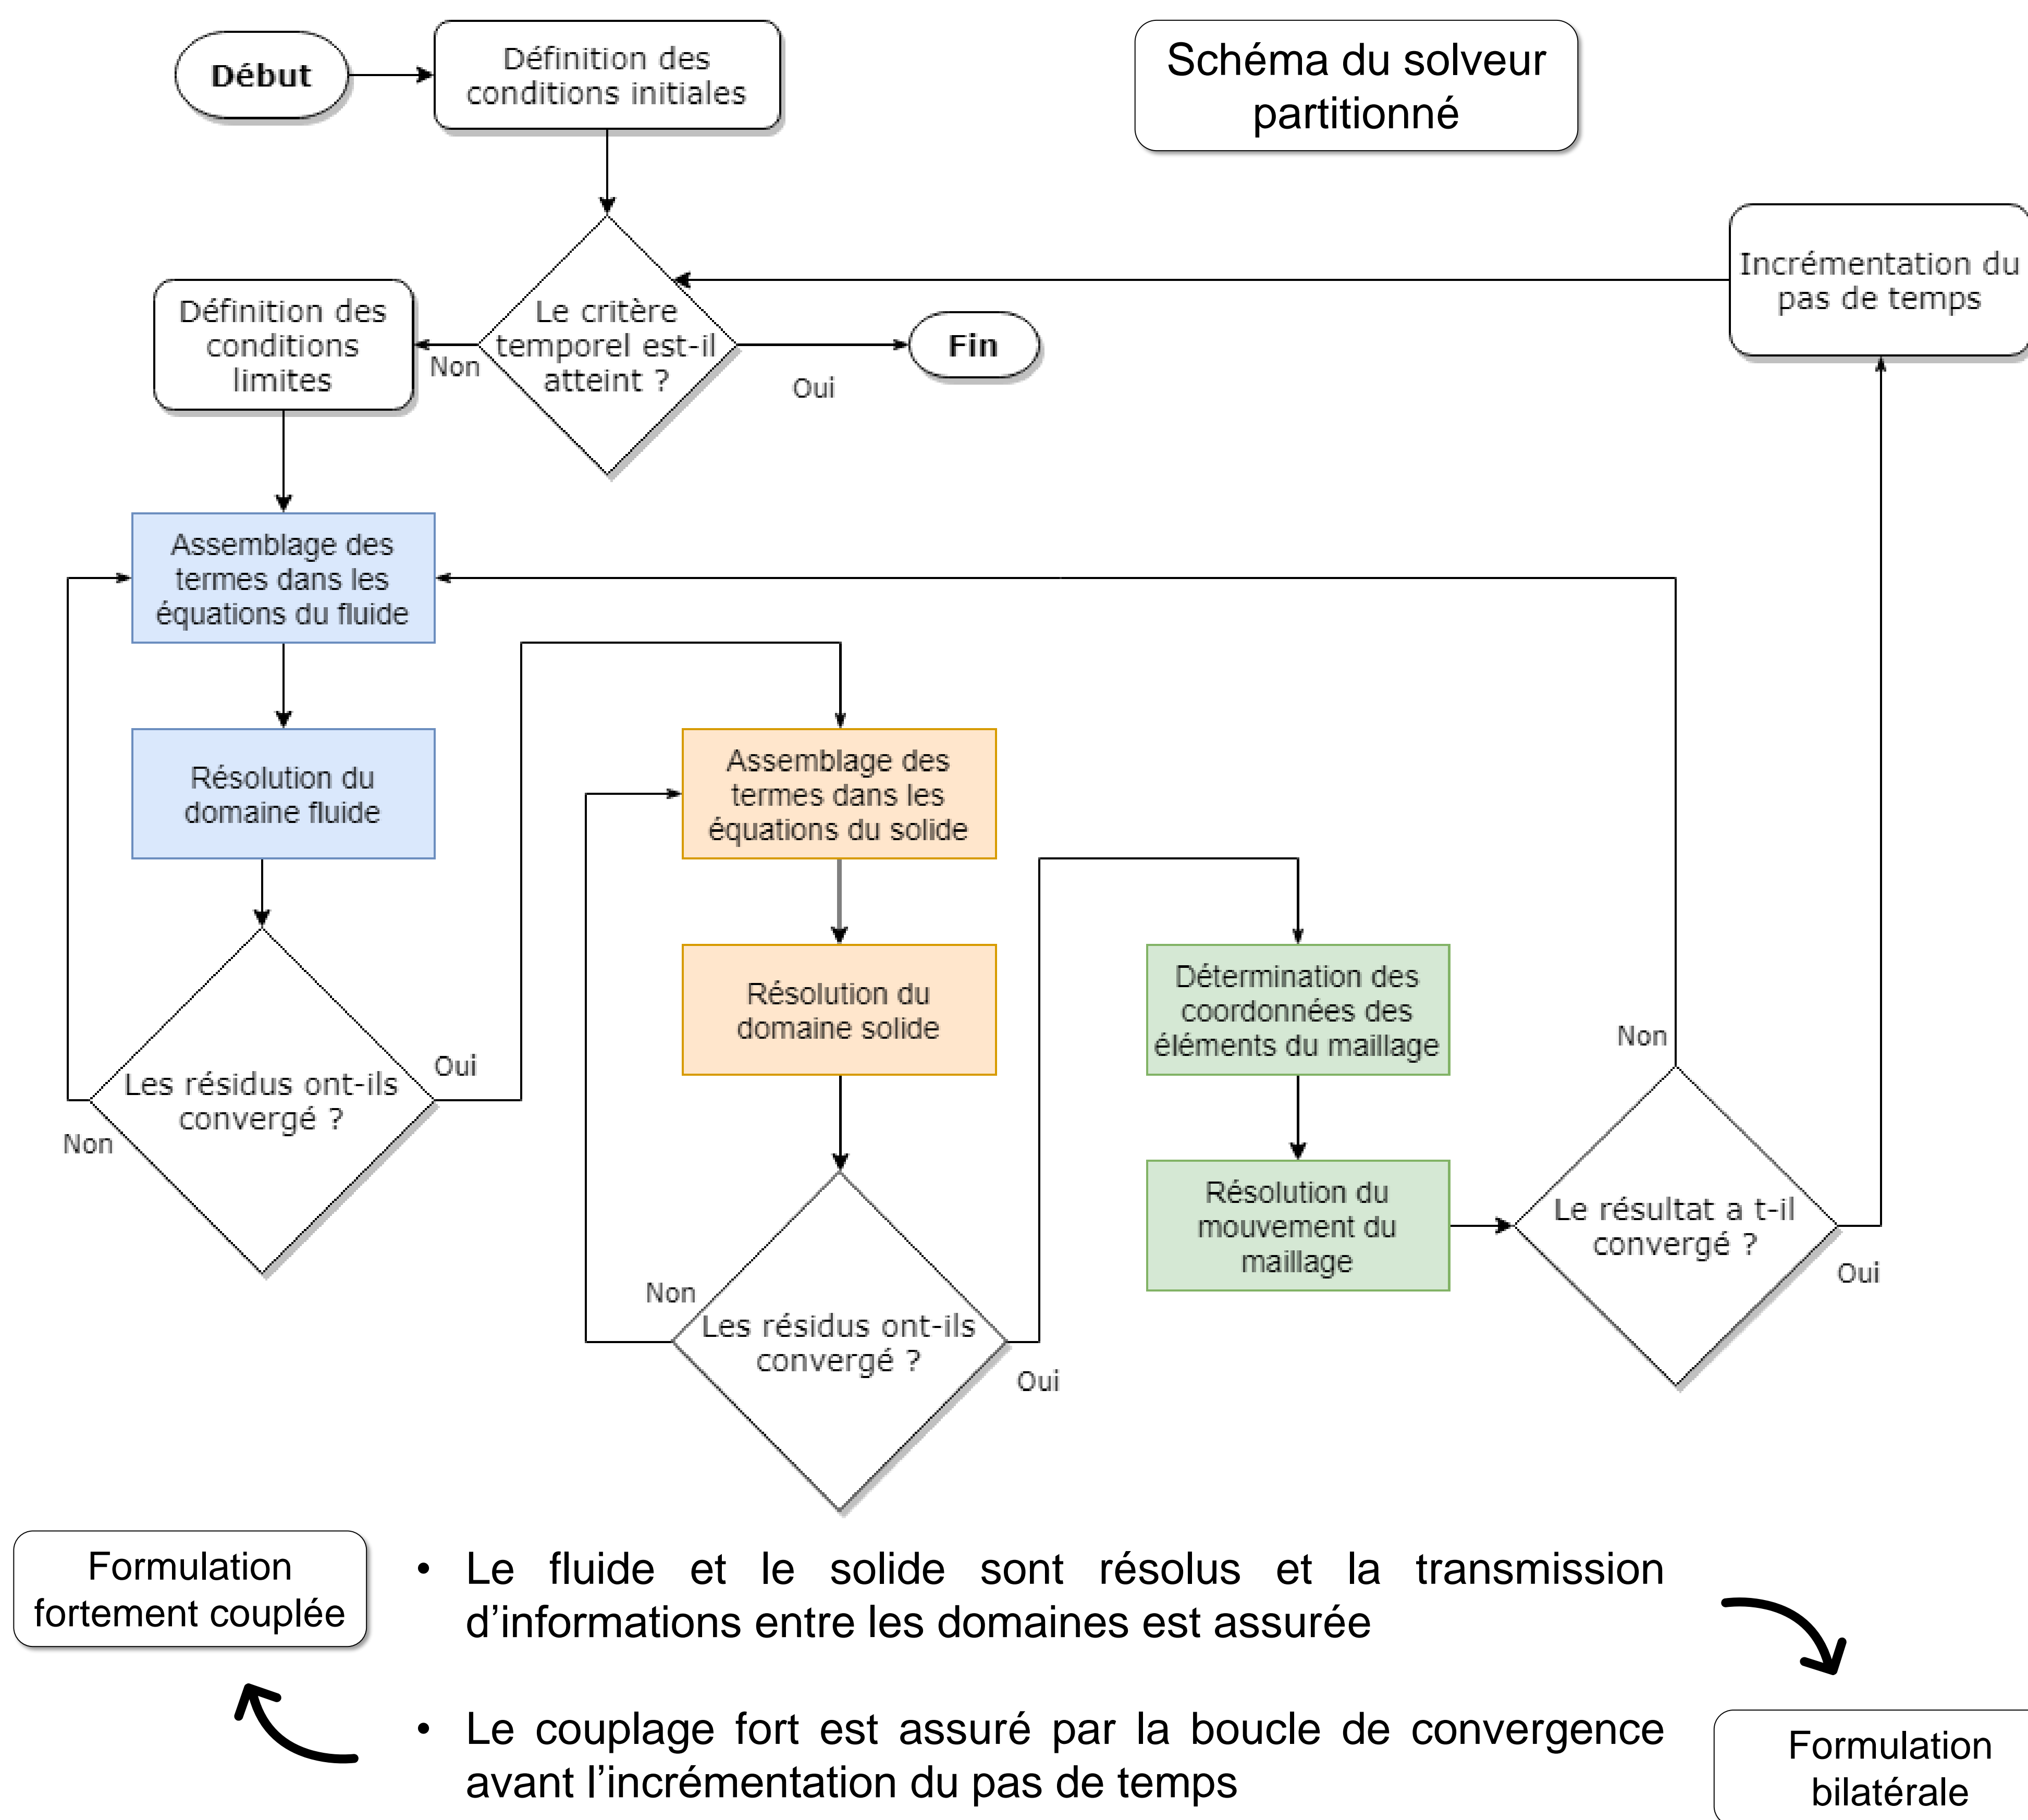 Début
Définition des
conditions initiales
Schéma du solveur
partitionné
Incrémentation du
pas de temps
Définition des
conditions
limites
Non
Le critère
temporel est-il
atteint ?
Oui
Fin
Assemblage des
termes dans les
équations du fluide
Résolution du
domaine fluide
Les résidus ont-ils
convergé ?
Oui
Non
Assemblage des
termes dans les
équations du solide
Résolution du
domaine solide
Non
Les résidus ont-ils
convergé ?
Oui
Détermination des
coordonnées des
éléments du maillage
Résolution du
mouvement du
maillage
Non
Le résultat a t-il
convergé ?
Oui
Formulation
fortement couplée
• Le fluide et le solide sont résolus et la transmission
d’informations entre les domaines est assurée
• Le couplage fort est assuré par la boucle de convergence
avant l’incrémentation du pas de temps
Formulation
bilatérale